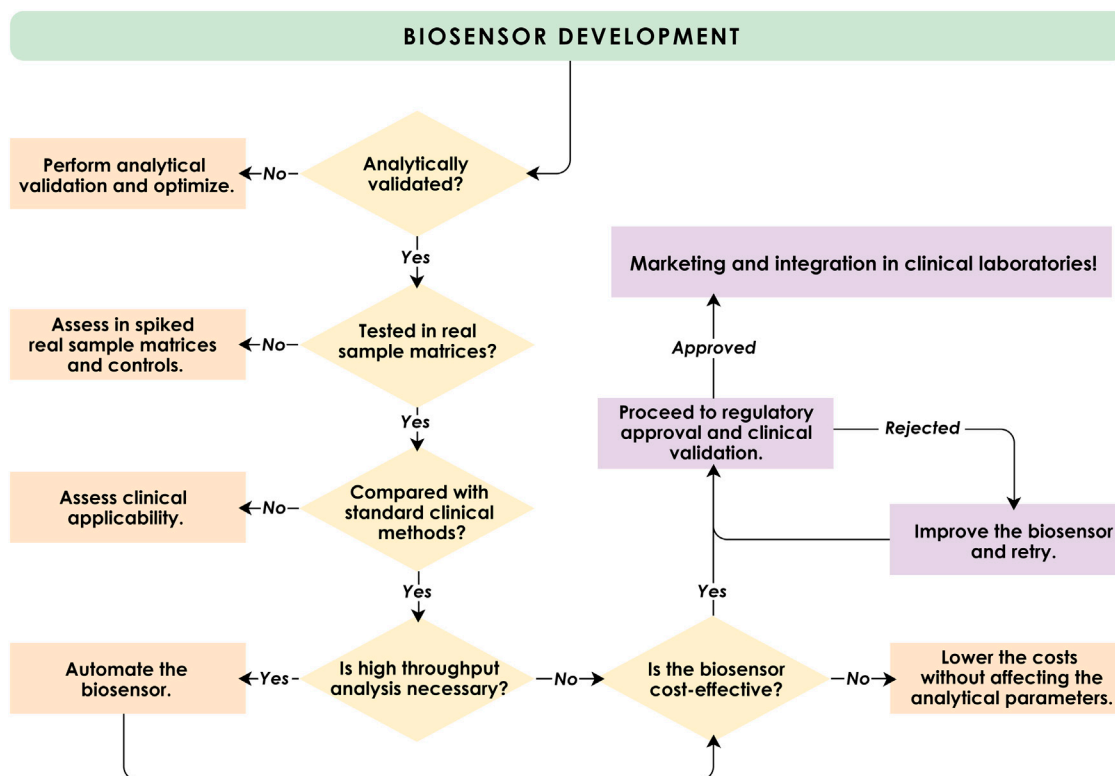 BIOSENSOR DEVELOPMENT
Perform analytical
validation and optimize.
No
Analytically
validated?
Yes
Marketing and integration in clinical laboratories!
Assess in spiked
real sample matrices
and controls.
No
Tested in real
sample matrices?
Approved
Yes
Proceed to regulatory
approval and clinical
validation.
Rejected
Assess clinical
applicability.
No
Compared with
standard clinical
methods?
Improve the biosensor
and retry.
Yes
Yes
Automate the
biosensor.
Yes
Is high throughput
analysis necessary?
No
Is the biosensor
cost-effective?
No
Lower the costs
without affecting the
analytical parameters.